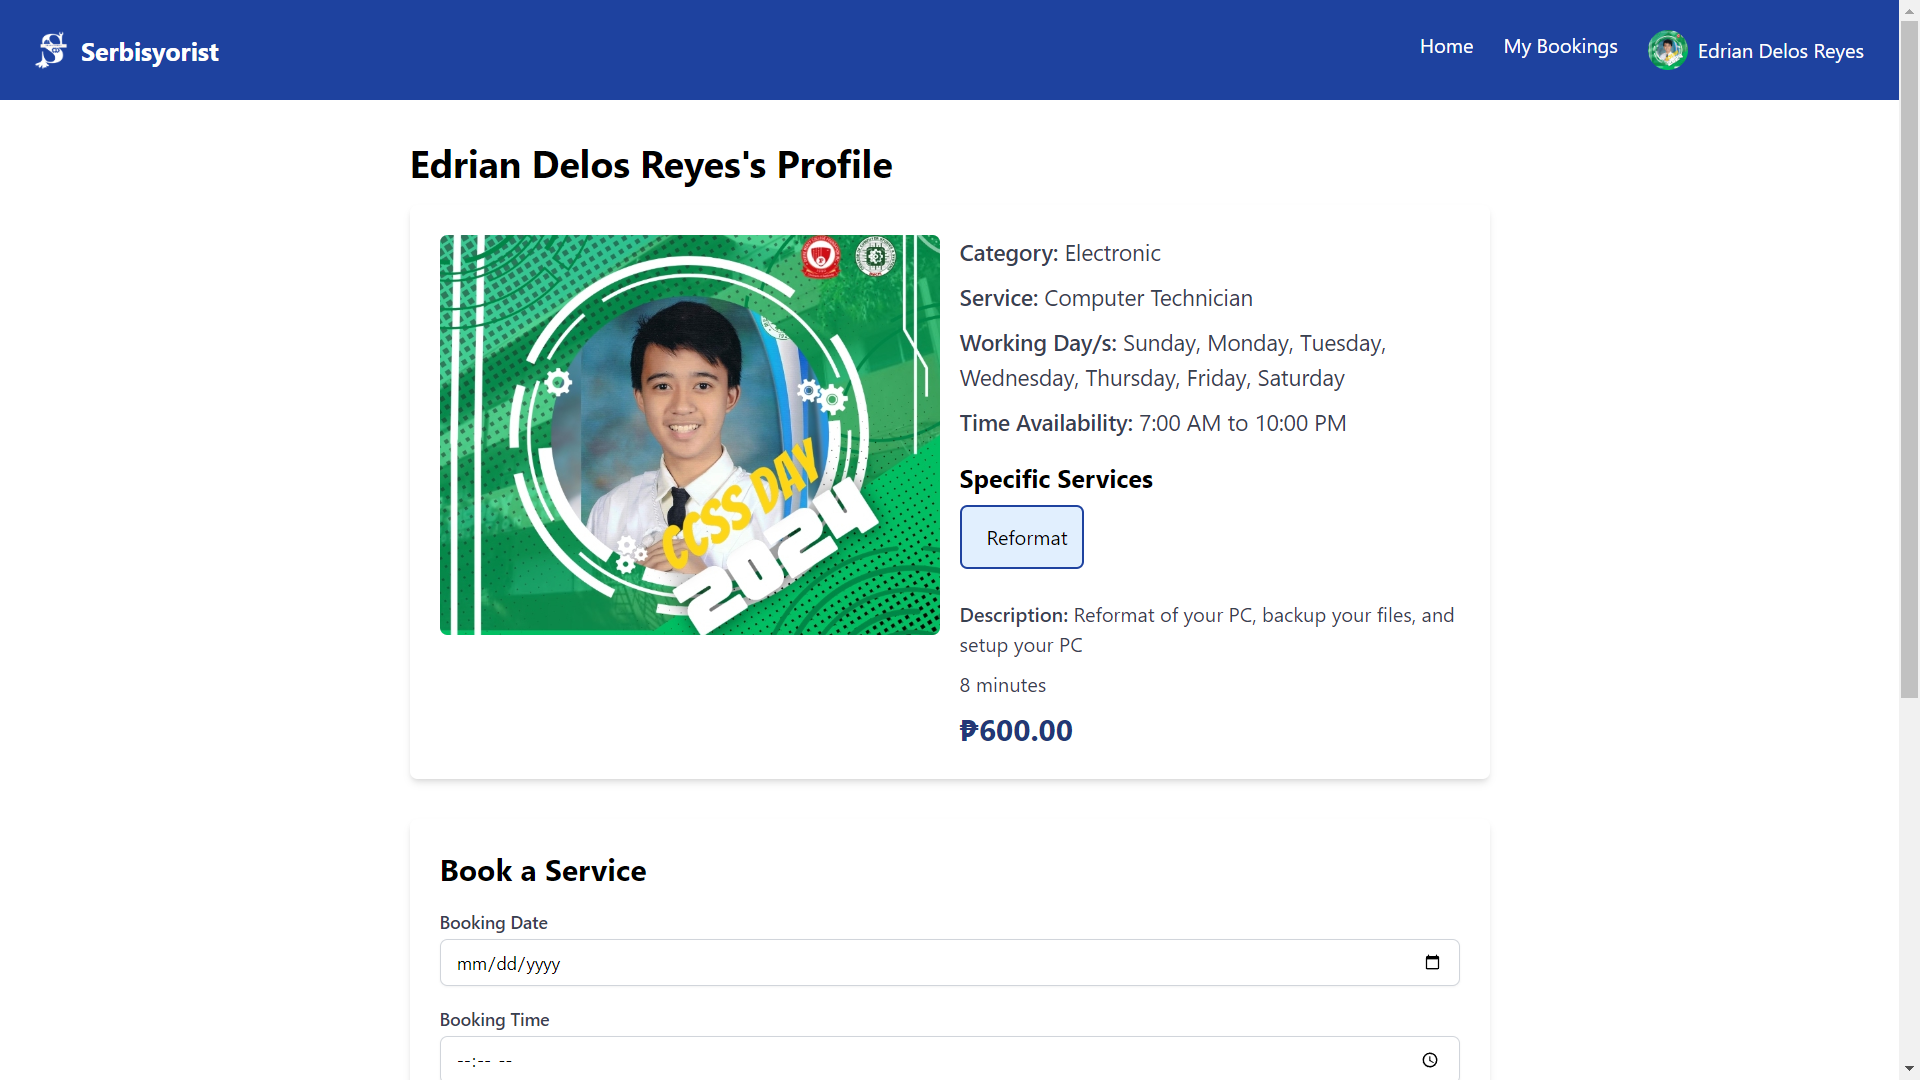 Serbisyorist
Home
My Bookings
Edrian Delos Reyes
Edrian Delos Reyes's Profile
CCSS DAY
2024
Category: Electronic
Service: Computer Technician
Working Day/s: Sunday, Monday, Tuesday,
Wednesday, Thursday, Friday, Saturday
Time Availability: 7:00 AM to 10:00 PM
Specific Services
Reformat
Description: Reformat of your PC, backup your files, and
setup your PC
8 minutes
₱600.00
Book a Service
Booking Date
mm/dd/yyyy
Booking Time
--:-- --